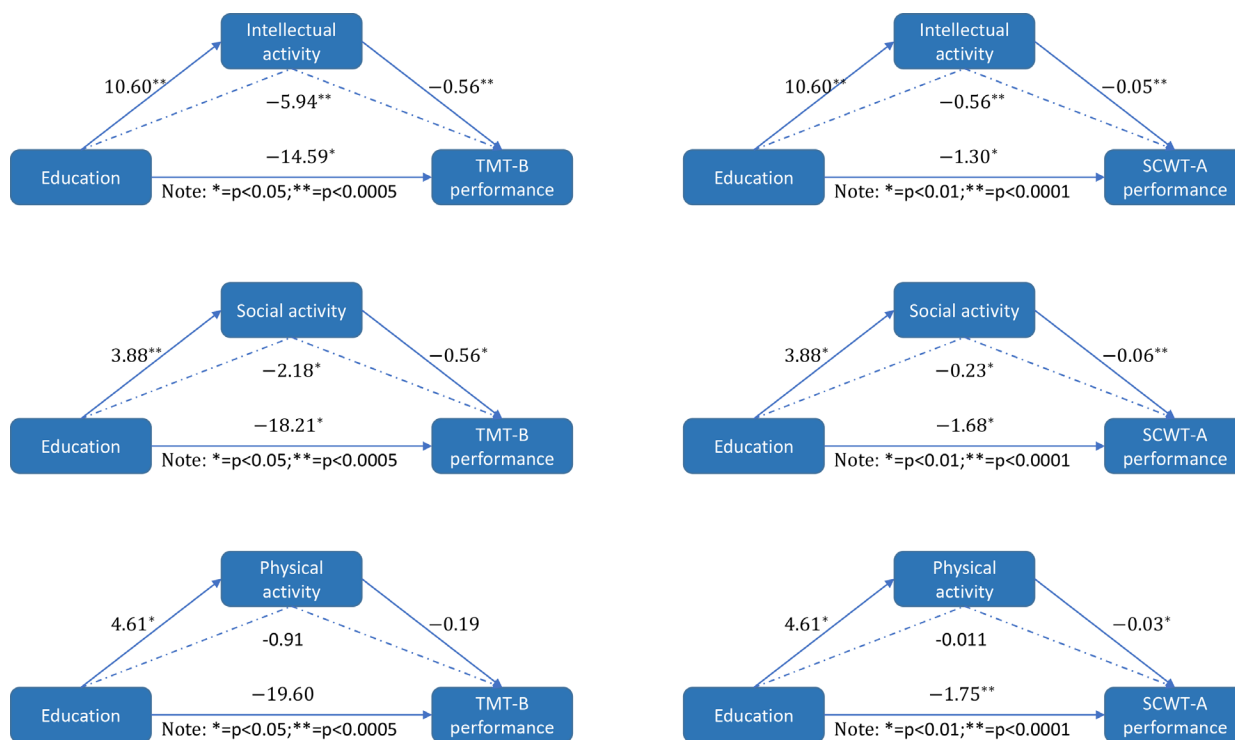 Intellectual
activity
10.60**
−0.56**
−5.94**
−14.59*
Education
TMT-B
performance
Note: *=p<0.05;**=p<0.0005
Intellectual
activity
10.60**
−0.05**
−0.56**
−1.30*
Education
SCWT-A
performance
Note: *=p<0.01;**=p<0.0001
Social activity
3.88**
−0.56*
−2.18*
−18.21*
Education
TMT-B
performance
Note: *=p<0.05;**=p<0.0005
Social activity
3.88*
−0.06**
−0.23*
−1.68*
Education
SCWT-A
performance
Note: *=p<0.01;**=p<0.0001
Physical
activity
4.61*
−0.19
-0.91
−19.60
Education
TMT-B
performance
Note: *=p<0.05;**=p<0.0005
Physical
activity
4.61*
−0.03*
-0.011
−1.75**
Education
SCWT-A
performance
Note: *=p<0.01;**=p<0.0001